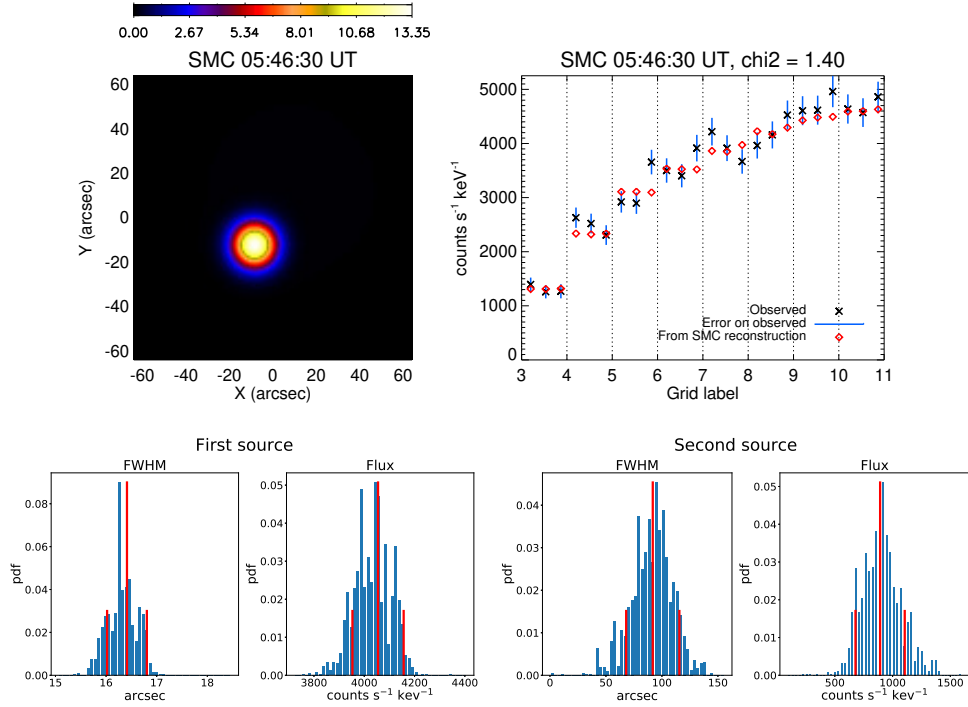 0.00 2.67 5.34 8.01 10.68 13.35
SMC 05:46:30 UT
60
40
20
0
-20
-40
-60
Y (arcsec)
-60 -40 -20 0 20 40 60
X (arcsec)
SMC 05:46:30 UT, chi2 = 1.40
5000
4000
3000
2000
1000
0
counts s⁻¹ keV⁻¹
Observed
Error on observed
From SMC reconstruction
3 4 5 6 7 8 9 10 11
Grid label
First source
FWHM
0.08
0.06
0.04
0.02
0.00
pdf
15 16 17 18
arcsec
Flux
0.05
0.04
0.03
0.02
0.01
0.00
pdf
3800 4000 4200 4400
counts s⁻¹ kev⁻¹
Second source
FWHM
0.04
0.03
0.02
0.01
0.00
pdf
0 50 100 150
arcsec
Flux
0.05
0.04
0.03
0.02
0.01
0.00
pdf
500 1000 1500
counts s⁻¹ kev⁻¹